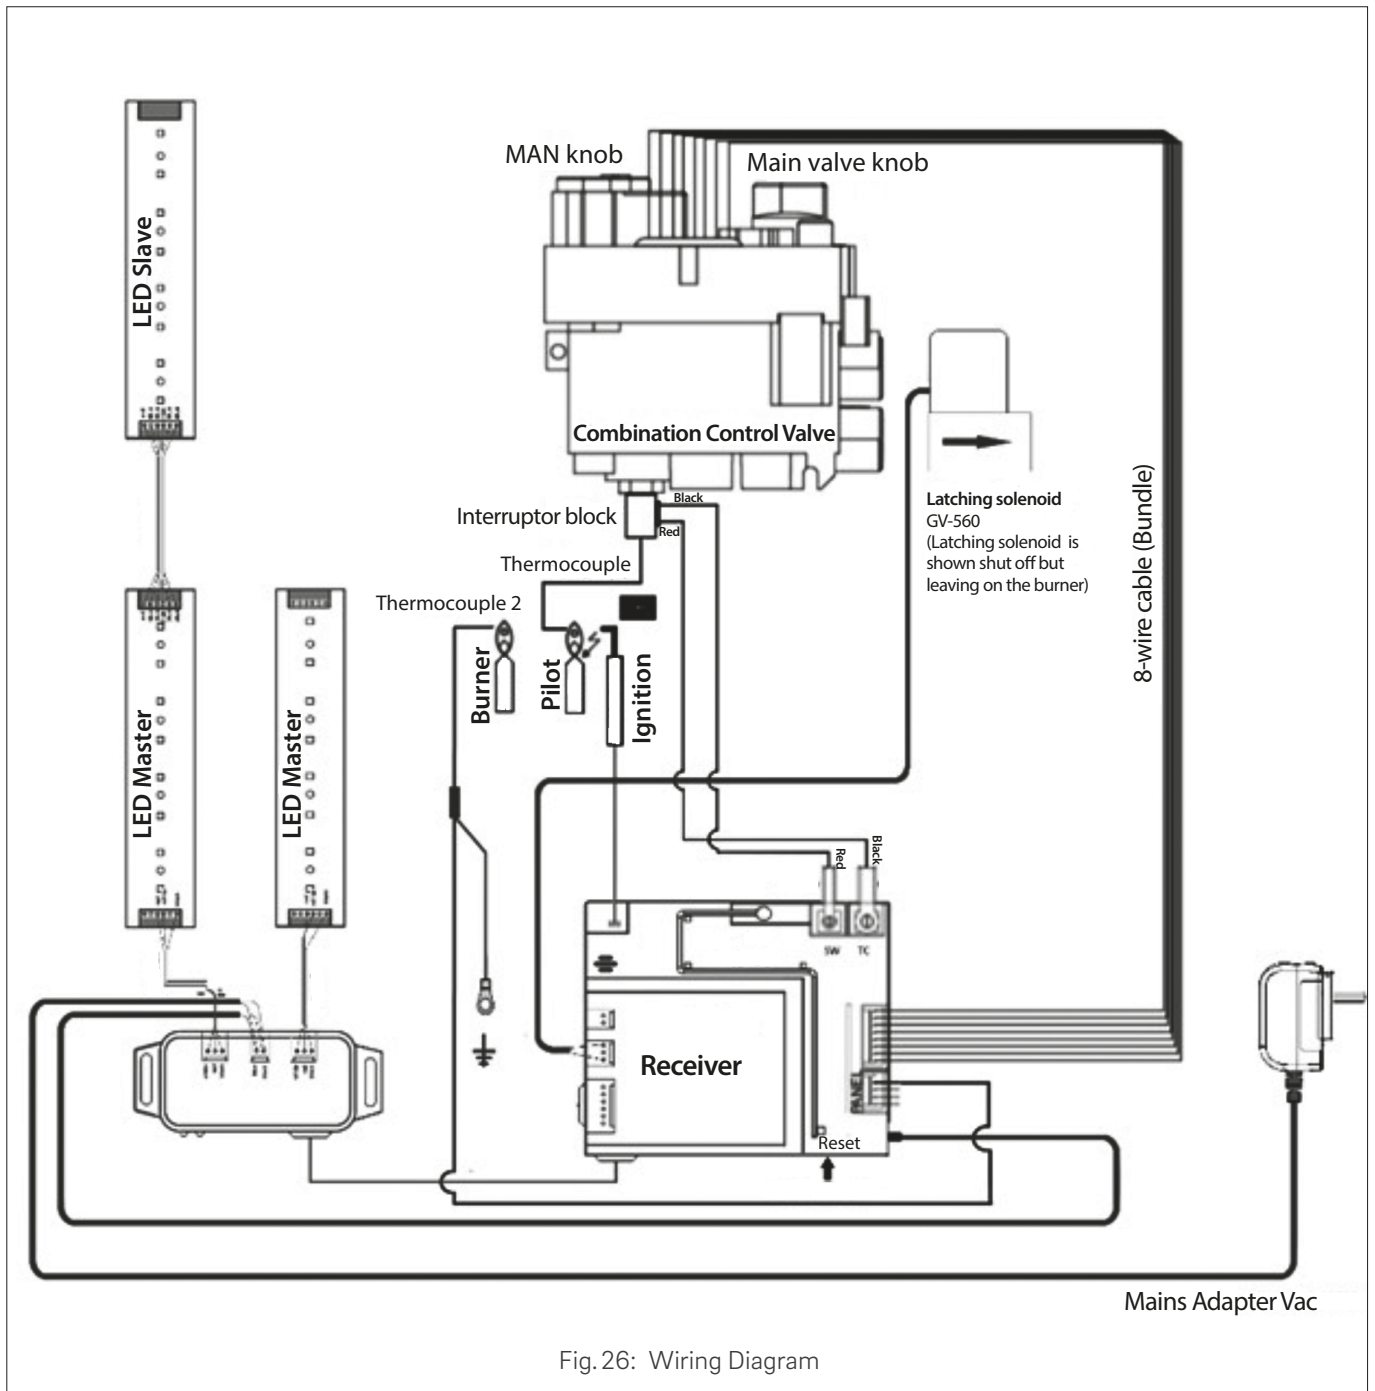 MAN knob
Main valve knob
LED Slave
Combination Control Valve
Black
Interruptor block
Red
Latching solenoid
GV-560
(Latching solenoid is
shown shut off but
leaving on the burner)
8-wire cable (Bundle)
Thermocouple
Thermocouple 2
Burner
Pilot
Ignition
LED Master
LED Master
Red
Black
SW
TC
Receiver
PANEL
Reset
Mains Adapter Vac
Fig. 26: Wiring Diagram